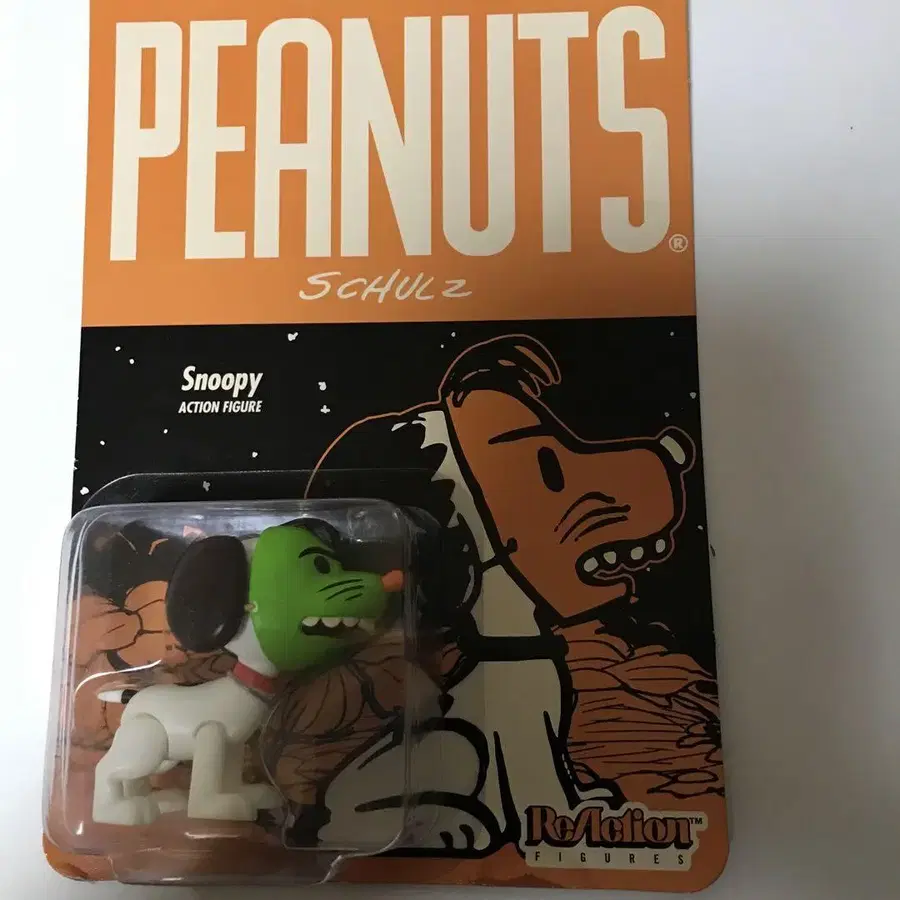 PEANUTS®
SCHULZ
Snoopy
ACTION FIGURE
ReAction™
FIGURES